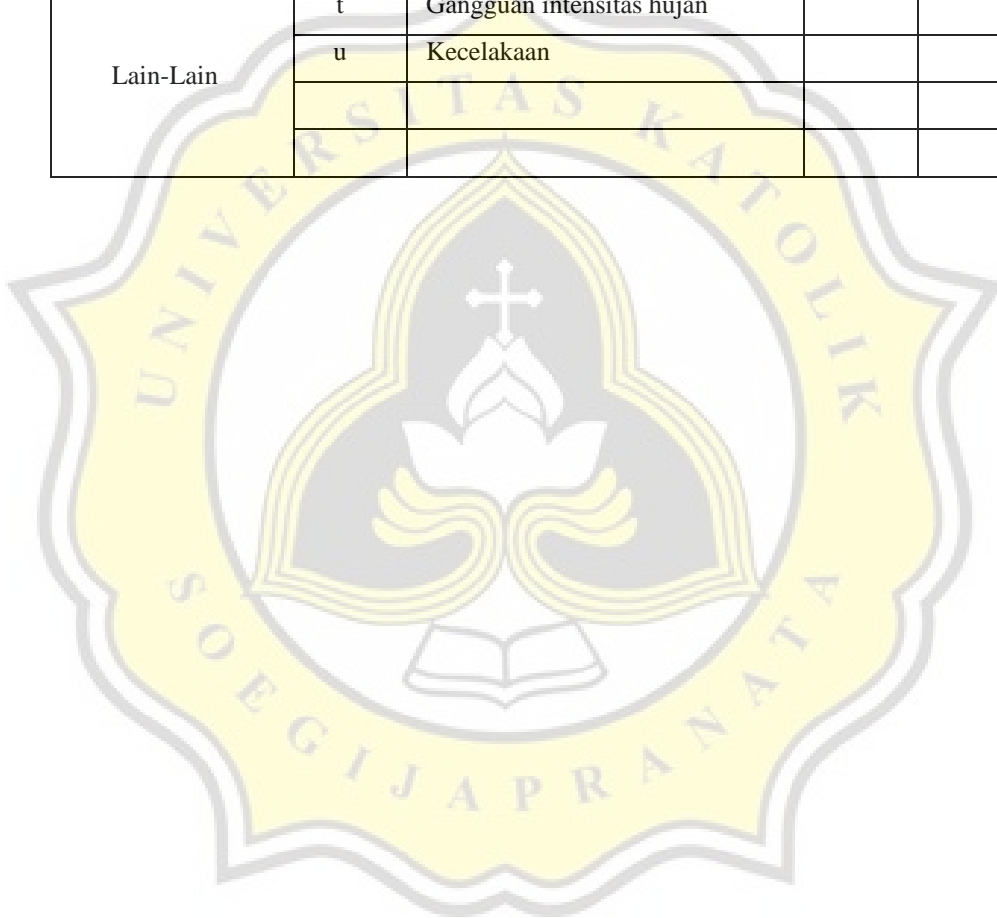 t Gangguan intensitas hujan
Lain-Lain u Kecelakaan
UNIVERSITAS KATOLIK
SOEGIJAPRANATA